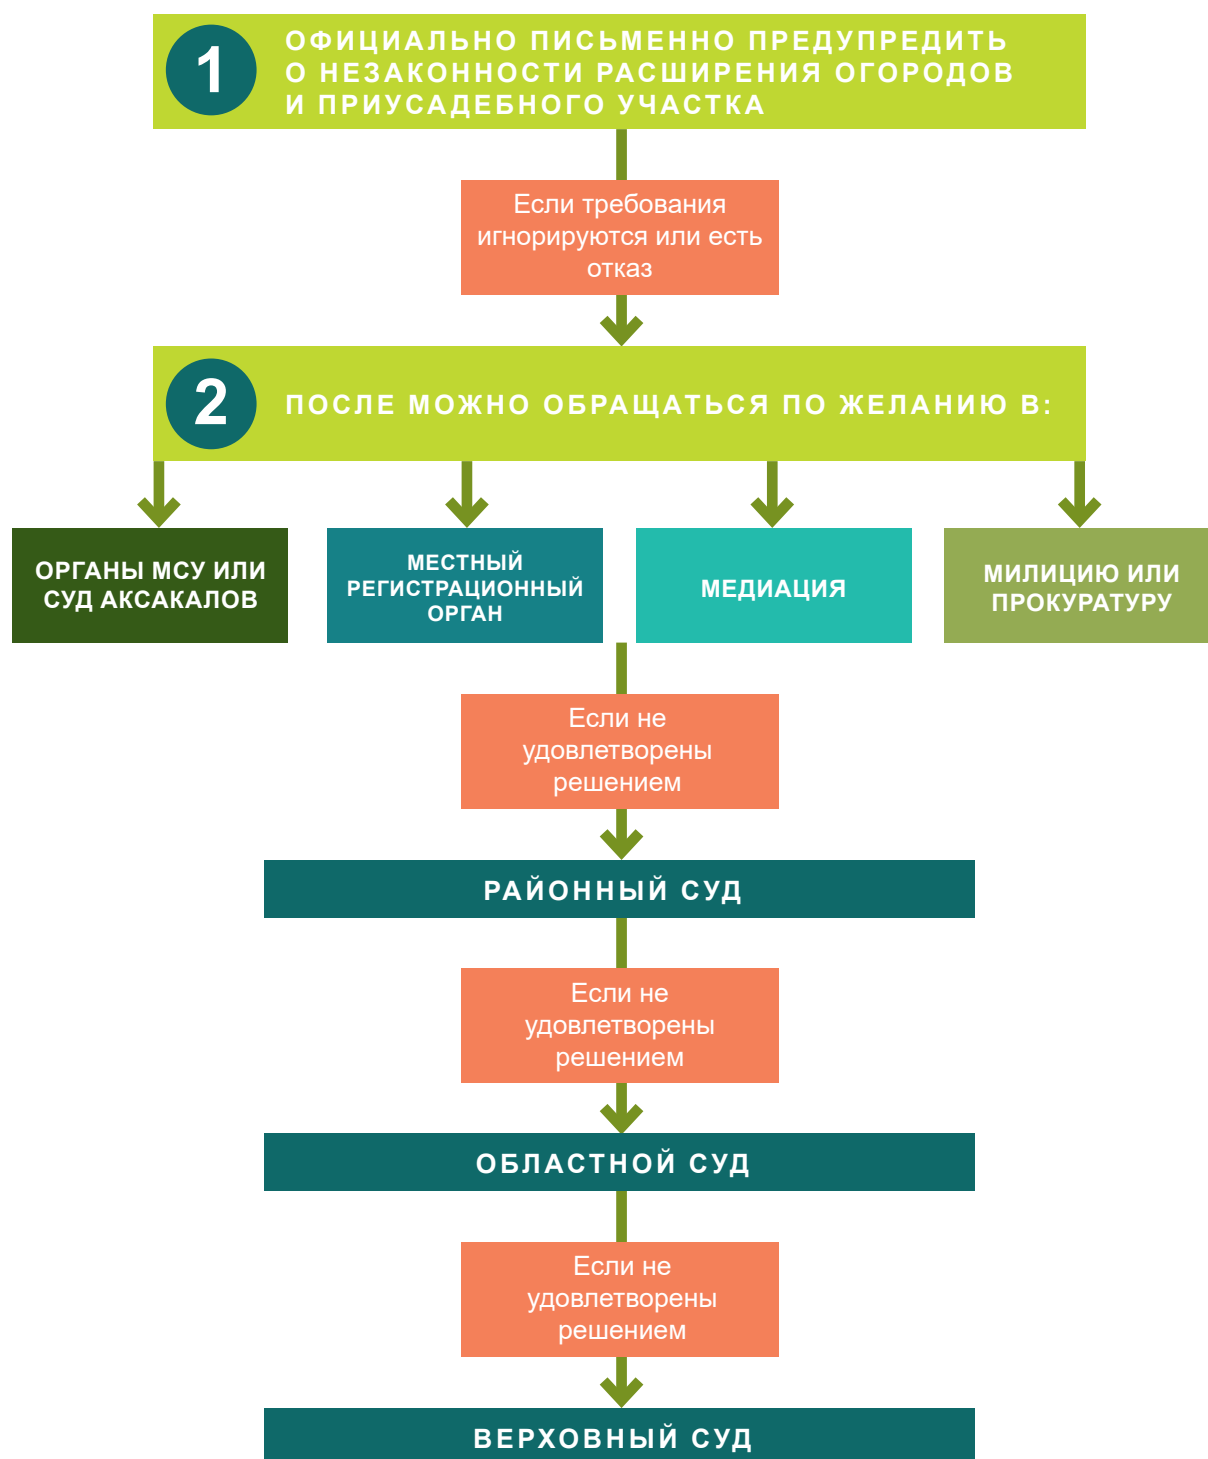 1
ОФИЦИАЛЬНО ПИСЬМЕННО ПРЕДУПРЕДИТЬ
О НЕЗАКОННОСТИ РАСШИРЕНИЯ ОГОРОДОВ
И ПРИУСАДЕБНОГО УЧАСТКА
Если требования
игнорируются или есть
отказ
2
ПОСЛЕ МОЖНО ОБРАЩАТЬСЯ ПО ЖЕЛАНИЮ В:
ОРГАНЫ МСУ ИЛИ
СУД АКСАКАЛОВ
МЕСТНЫЙ
РЕГИСТРАЦИОННЫЙ
ОРГАН
МЕДИАЦИЯ
МИЛИЦИЮ ИЛИ
ПРОКУРАТУРУ
Если не
удовлетворены
решением
РАЙОННЫЙ СУД
Если не
удовлетворены
решением
ОБЛАСТНОЙ СУД
Если не
удовлетворены
решением
ВЕРХОВНЫЙ СУД